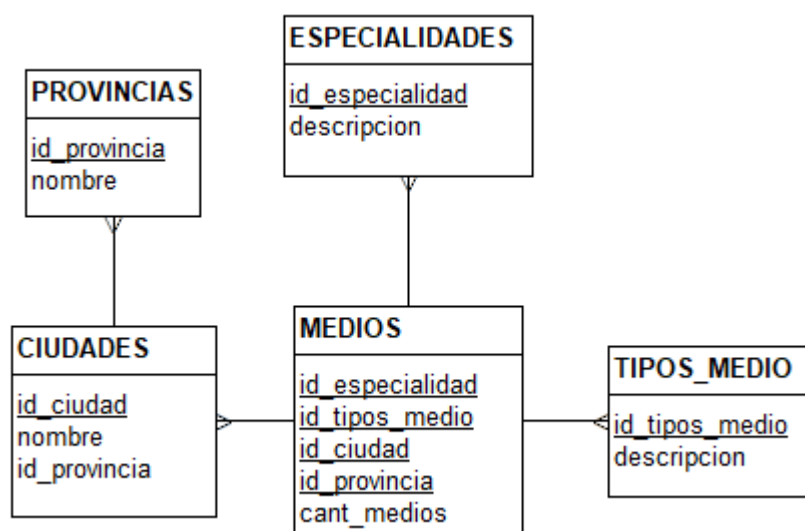 ESPECIALIDADES
id_especialidad
descripcion
PROVINCIAS
id_provincia
nombre
CIUDADES
id_ciudad
nombre
id_provincia
MEDIOS
id_especialidad
id_tipos_medio
id_ciudad
id_provincia
cant_medios
TIPOS_MEDIO
id_tipos_medio
descripcion